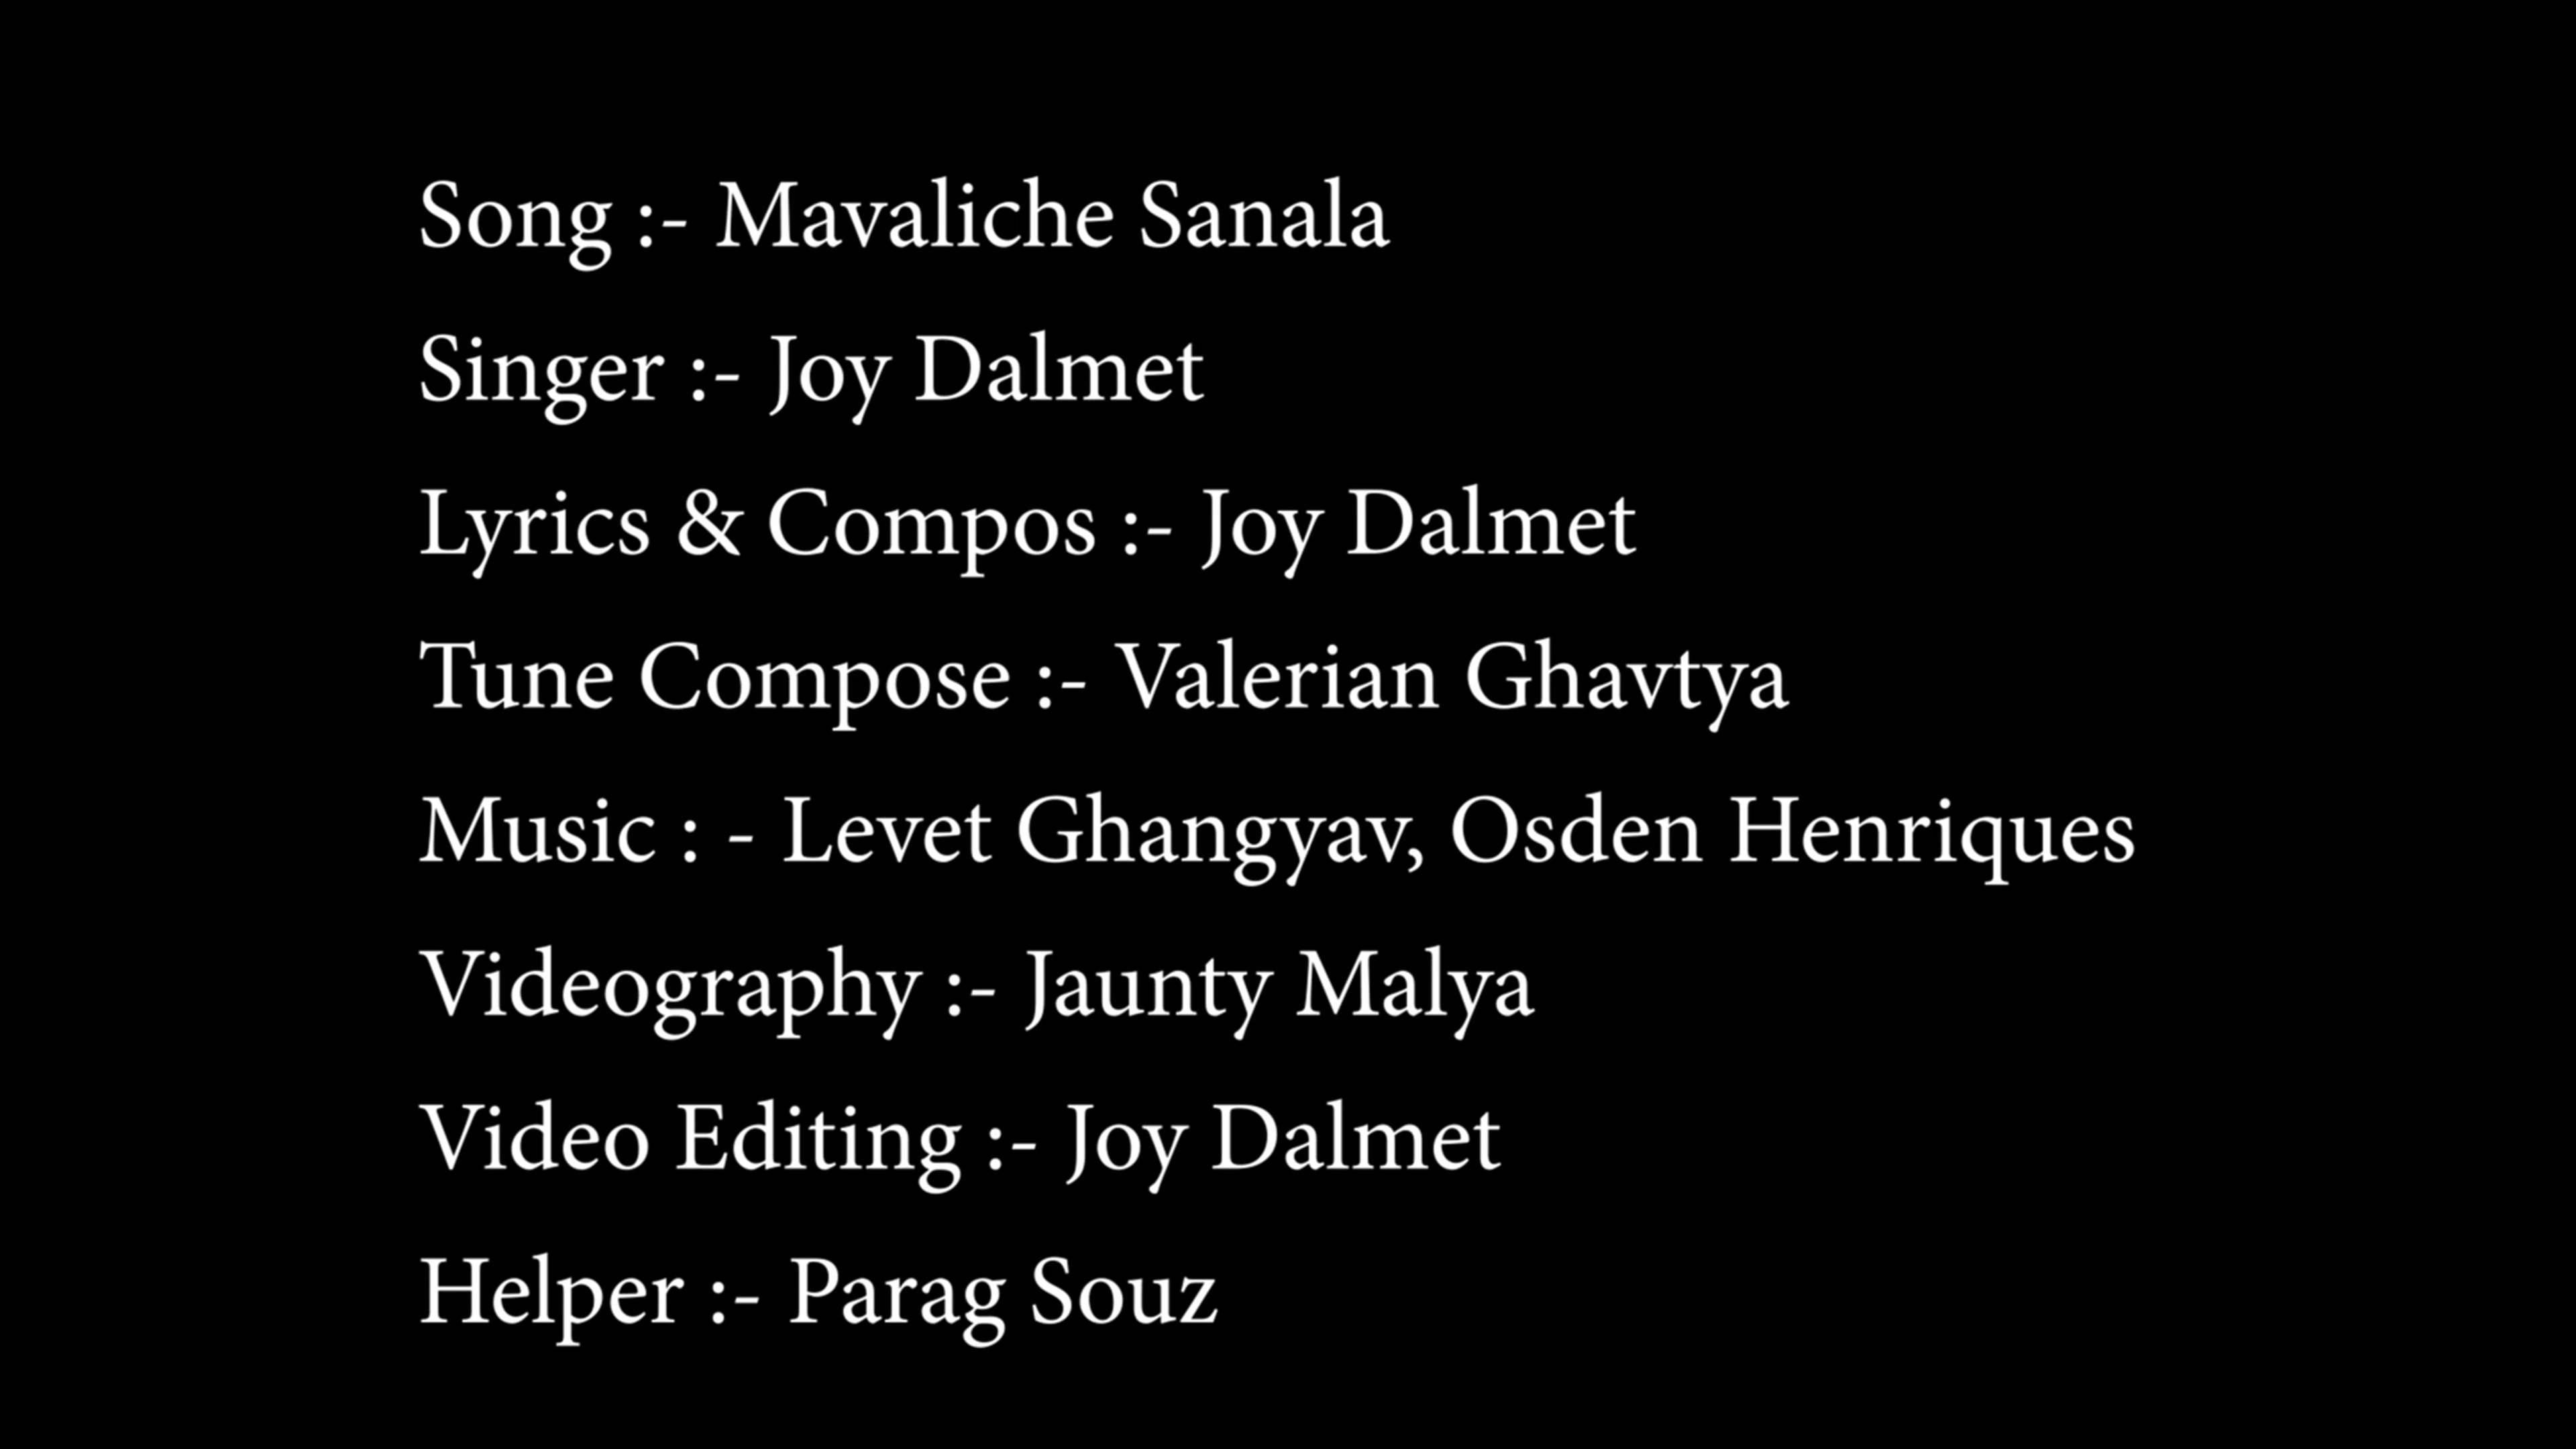 Song :- Mavaliche Sanala
Singer :- Joy Dalmet
Lyrics & Compos :- Joy Dalmet
Tune Compose :- Valerian Ghavtya
Music : - Levet Ghangyav, Osden Henriques
Videography :- Jaunty Malya
Video Editing :- Joy Dalmet
Helper :- Parag Souz